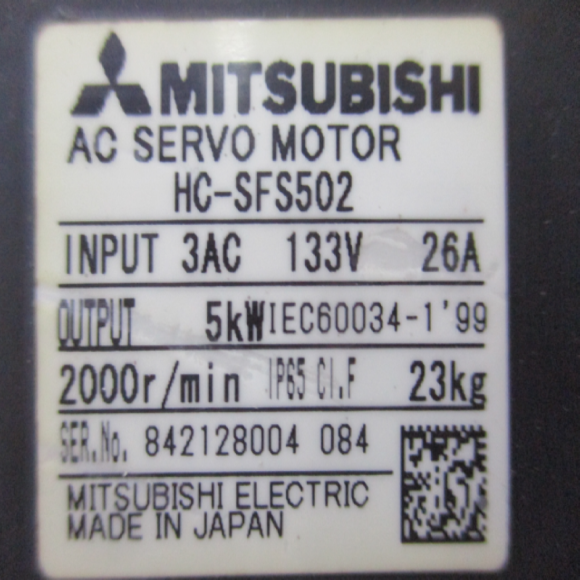 MITSUBISHI
AC SERVO MOTOR
HC-SFS502
INPUT 3AC 133V 26A
OUTPUT 5kW IEC60034-1'99
2000r/min IP65 Cl.F 23kg
SER.No. 842128004 084
MITSUBISHI ELECTRIC
MADE IN JAPAN